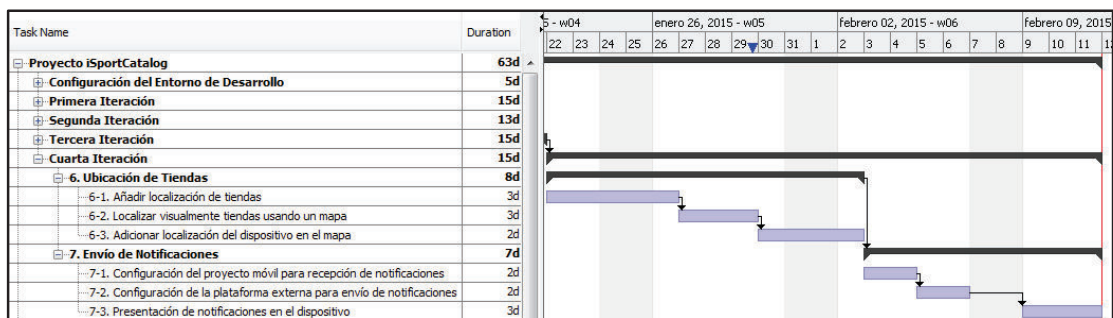 5 - w04 enero 26, 2015 - w05 febrero 02, 2015 - w06 febrero 09, 2015
Task Name Duration
22 23 24 25 26 27 28 29 30 31 1 2 3 4 5 6 7 8 9 10 11
Proyecto iSportCatalog 63d
Configuración del Entorno de Desarrollo 5d
Primera Iteración 15d
Segunda Iteración 13d
Tercera Iteración 15d
Cuarta Iteración 15d
6. Ubicación de Tiendas 8d
6-1. Añadir localización de tiendas 3d
6-2. Localizar visualmente tiendas usando un mapa 3d
6-3. Adicionar localización del dispositivo en el mapa 2d
7. Envío de Notificaciones 7d
7-1. Configuración del proyecto móvil para recepción de notificaciones 2d
7-2. Configuración de la plataforma externa para envío de notificaciones 2d
7-3. Presentación de notificaciones en el dispositivo 3d